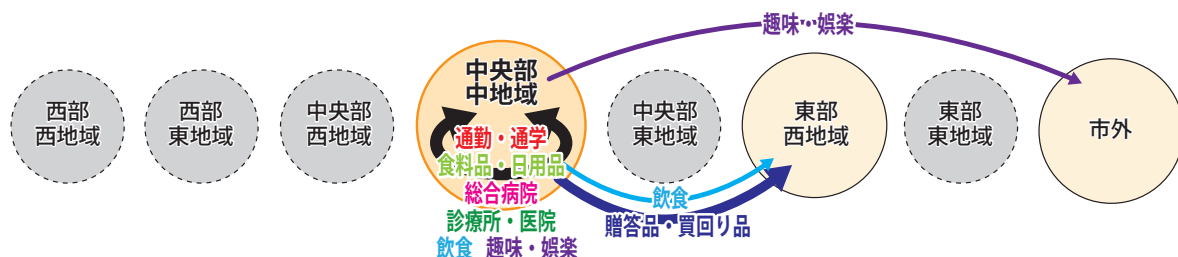 趣味・娯楽
西部
西地域
西部
東地域
中央部
西地域
中央部
中地域
通勤・通学
食料品・日用品
総合病院
診療所・医院
飲食 趣味・娯楽
中央部
東地域
東部
西地域
東部
東地域
市外
飲食
贈答品・買回り品